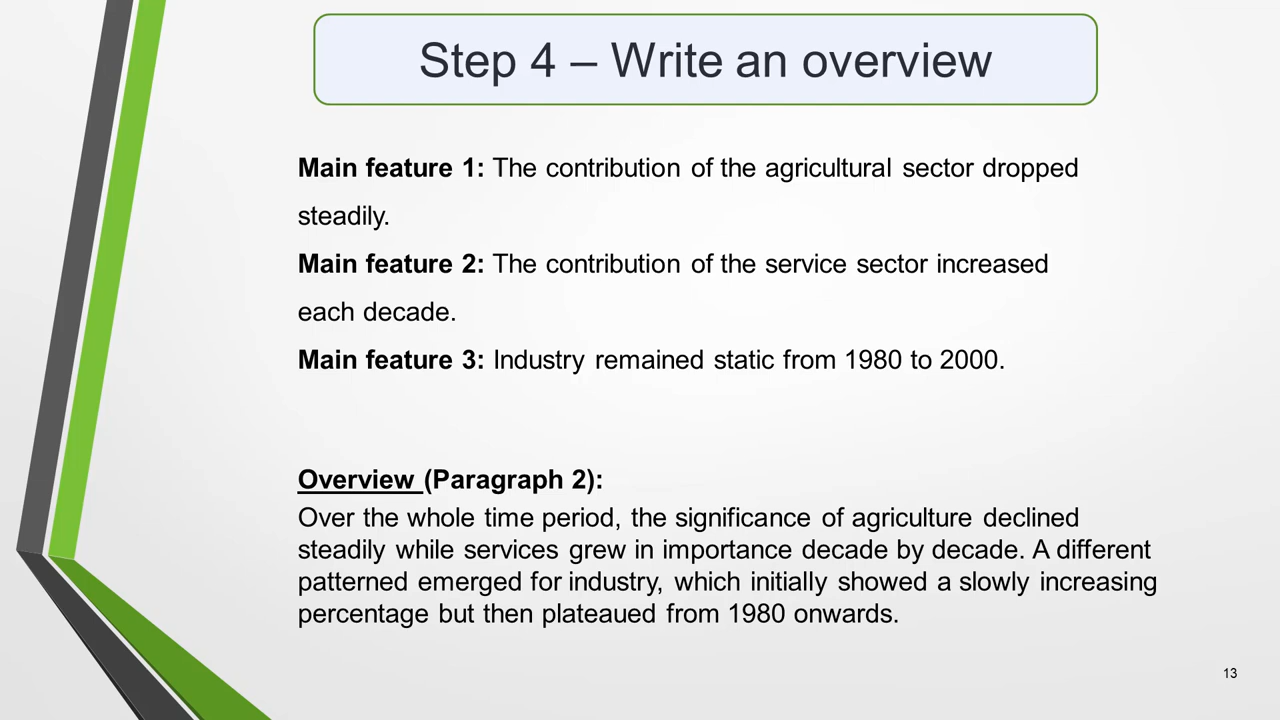 Step 4 – Write an overview
Main feature 1: The contribution of the agricultural sector dropped
steadily.
Main feature 2: The contribution of the service sector increased
each decade.
Main feature 3: Industry remained static from 1980 to 2000.
Overview (Paragraph 2):
Over the whole time period, the significance of agriculture declined
steadily while services grew in importance decade by decade. A different
patterned emerged for industry, which initially showed a slowly increasing
percentage but then plateaued from 1980 onwards.
13